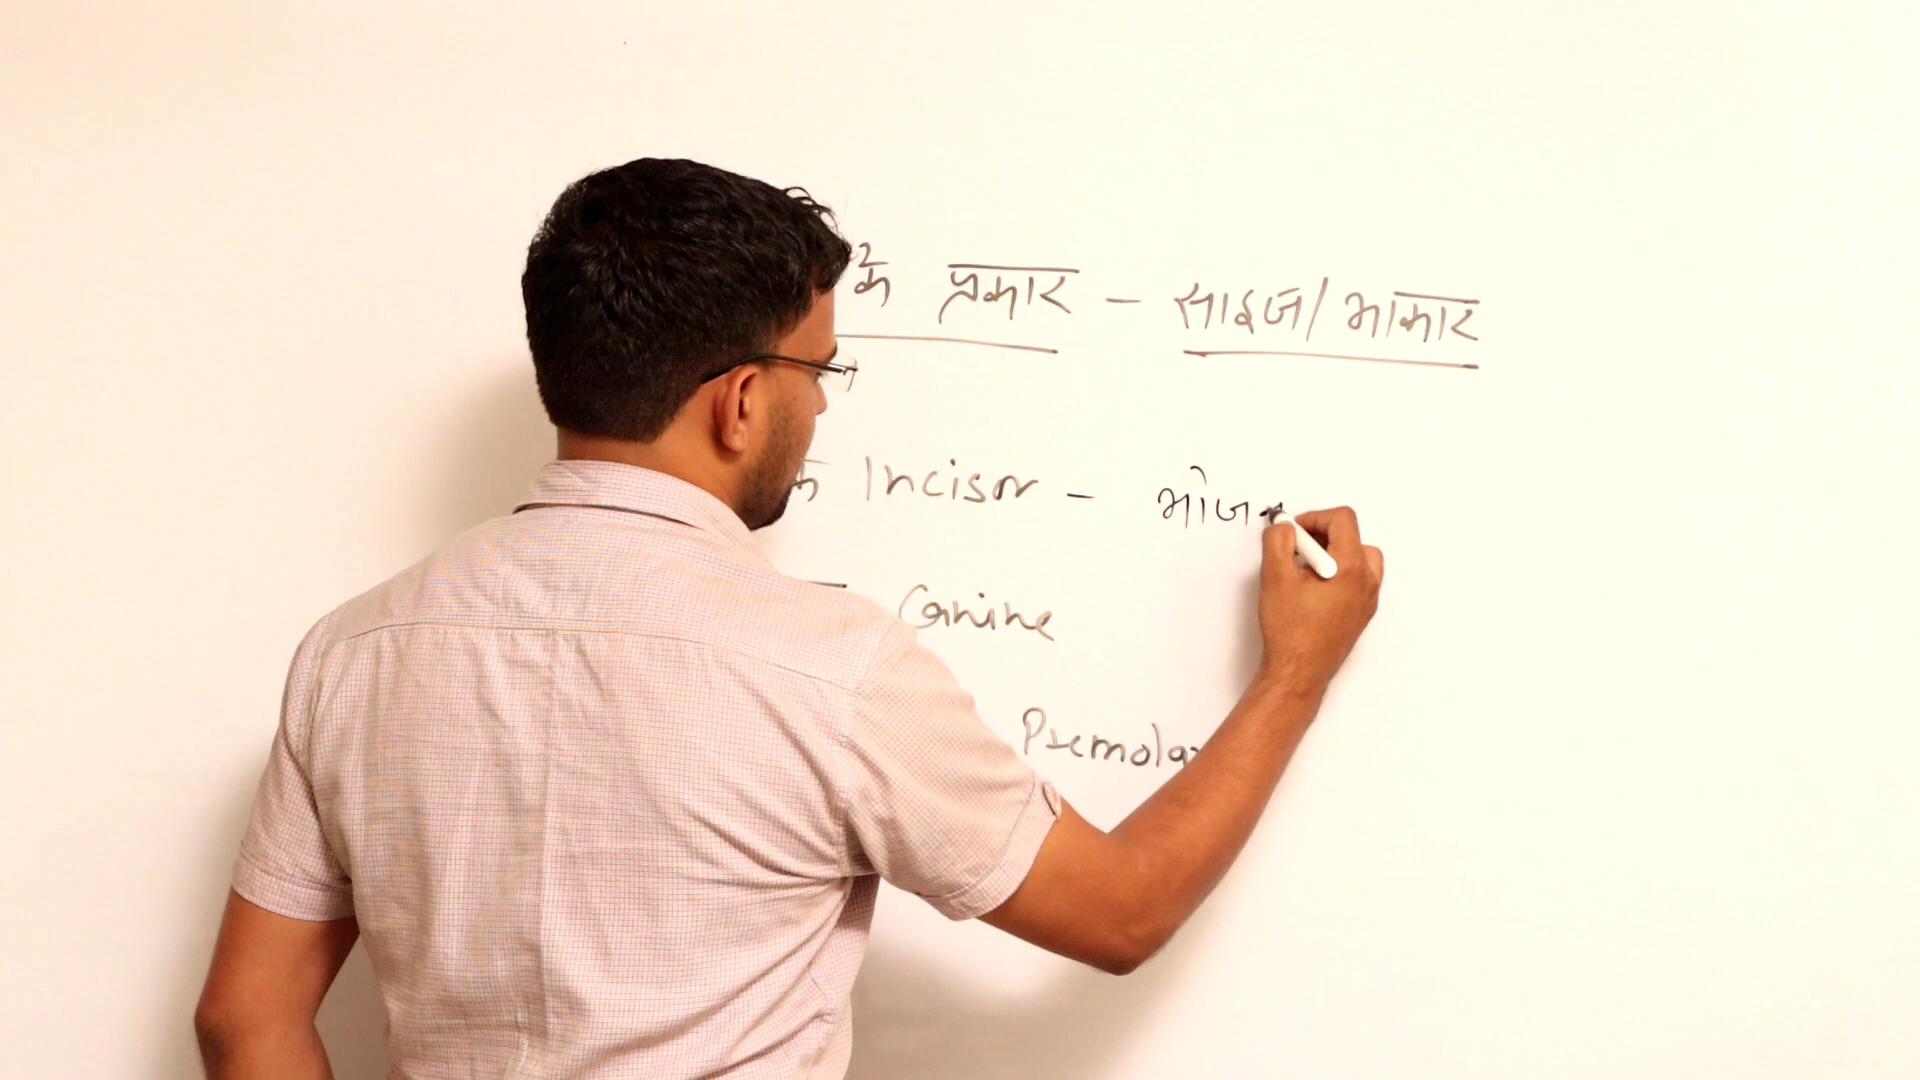 के प्रकार - साइज/आकार
क Incisor - भोजन
Canine
Premolar